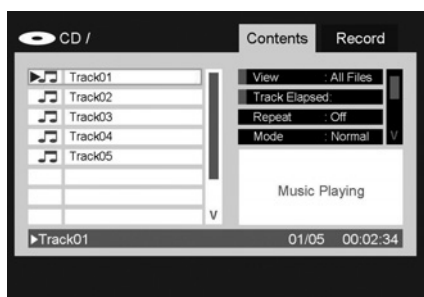 CD /
Contents Record
Track01
Track02
Track03
Track04
Track05
V
View : All Files
Track Elapsed:
Repeat : Off
Mode : Normal
V
Music Playing
Track01 01/05 00:02:34